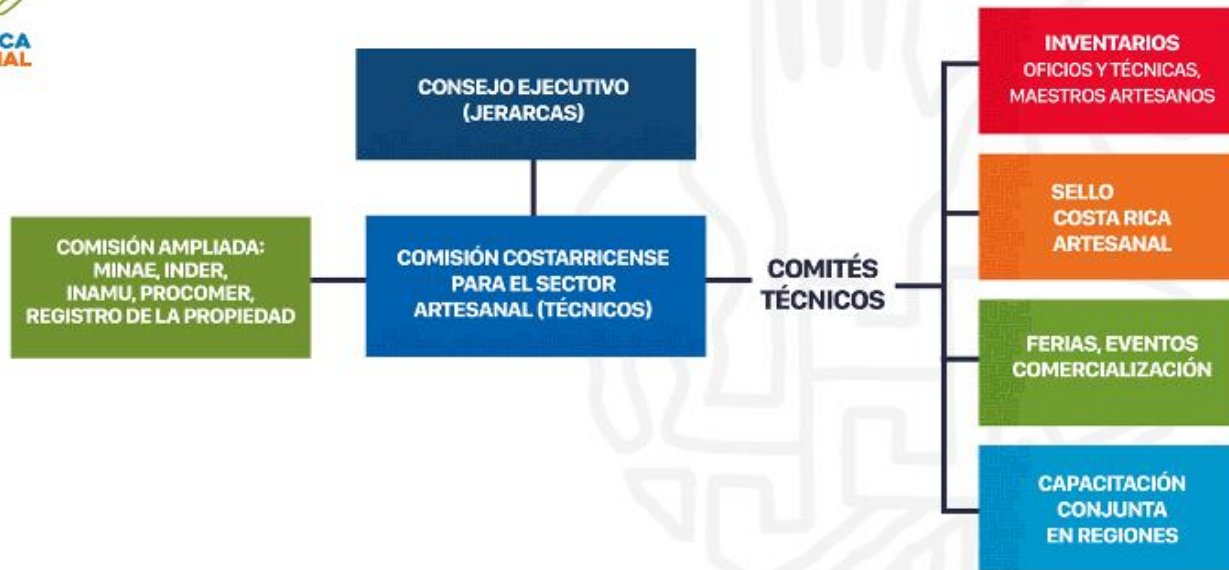 CONSEJO EJECUTIVO
(JERARCAS)
COMISIÓN AMPLIADA:
MINAE, INDER,
INAMU, PROCOMER,
REGISTRO DE LA PROPIEDAD
COMISIÓN COSTARRICENSE
PARA EL SECTOR
ARTESANAL (TÉCNICOS)
COMITÉS
TÉCNICOS
INVENTARIOS
OFICIOS Y TÉCNICAS,
MAESTROS ARTESANOS
SELLO
COSTA RICA
ARTESANAL
FERIAS, EVENTOS
COMERCIALIZACIÓN
CAPACITACIÓN
CONJUNTA
EN REGIONES